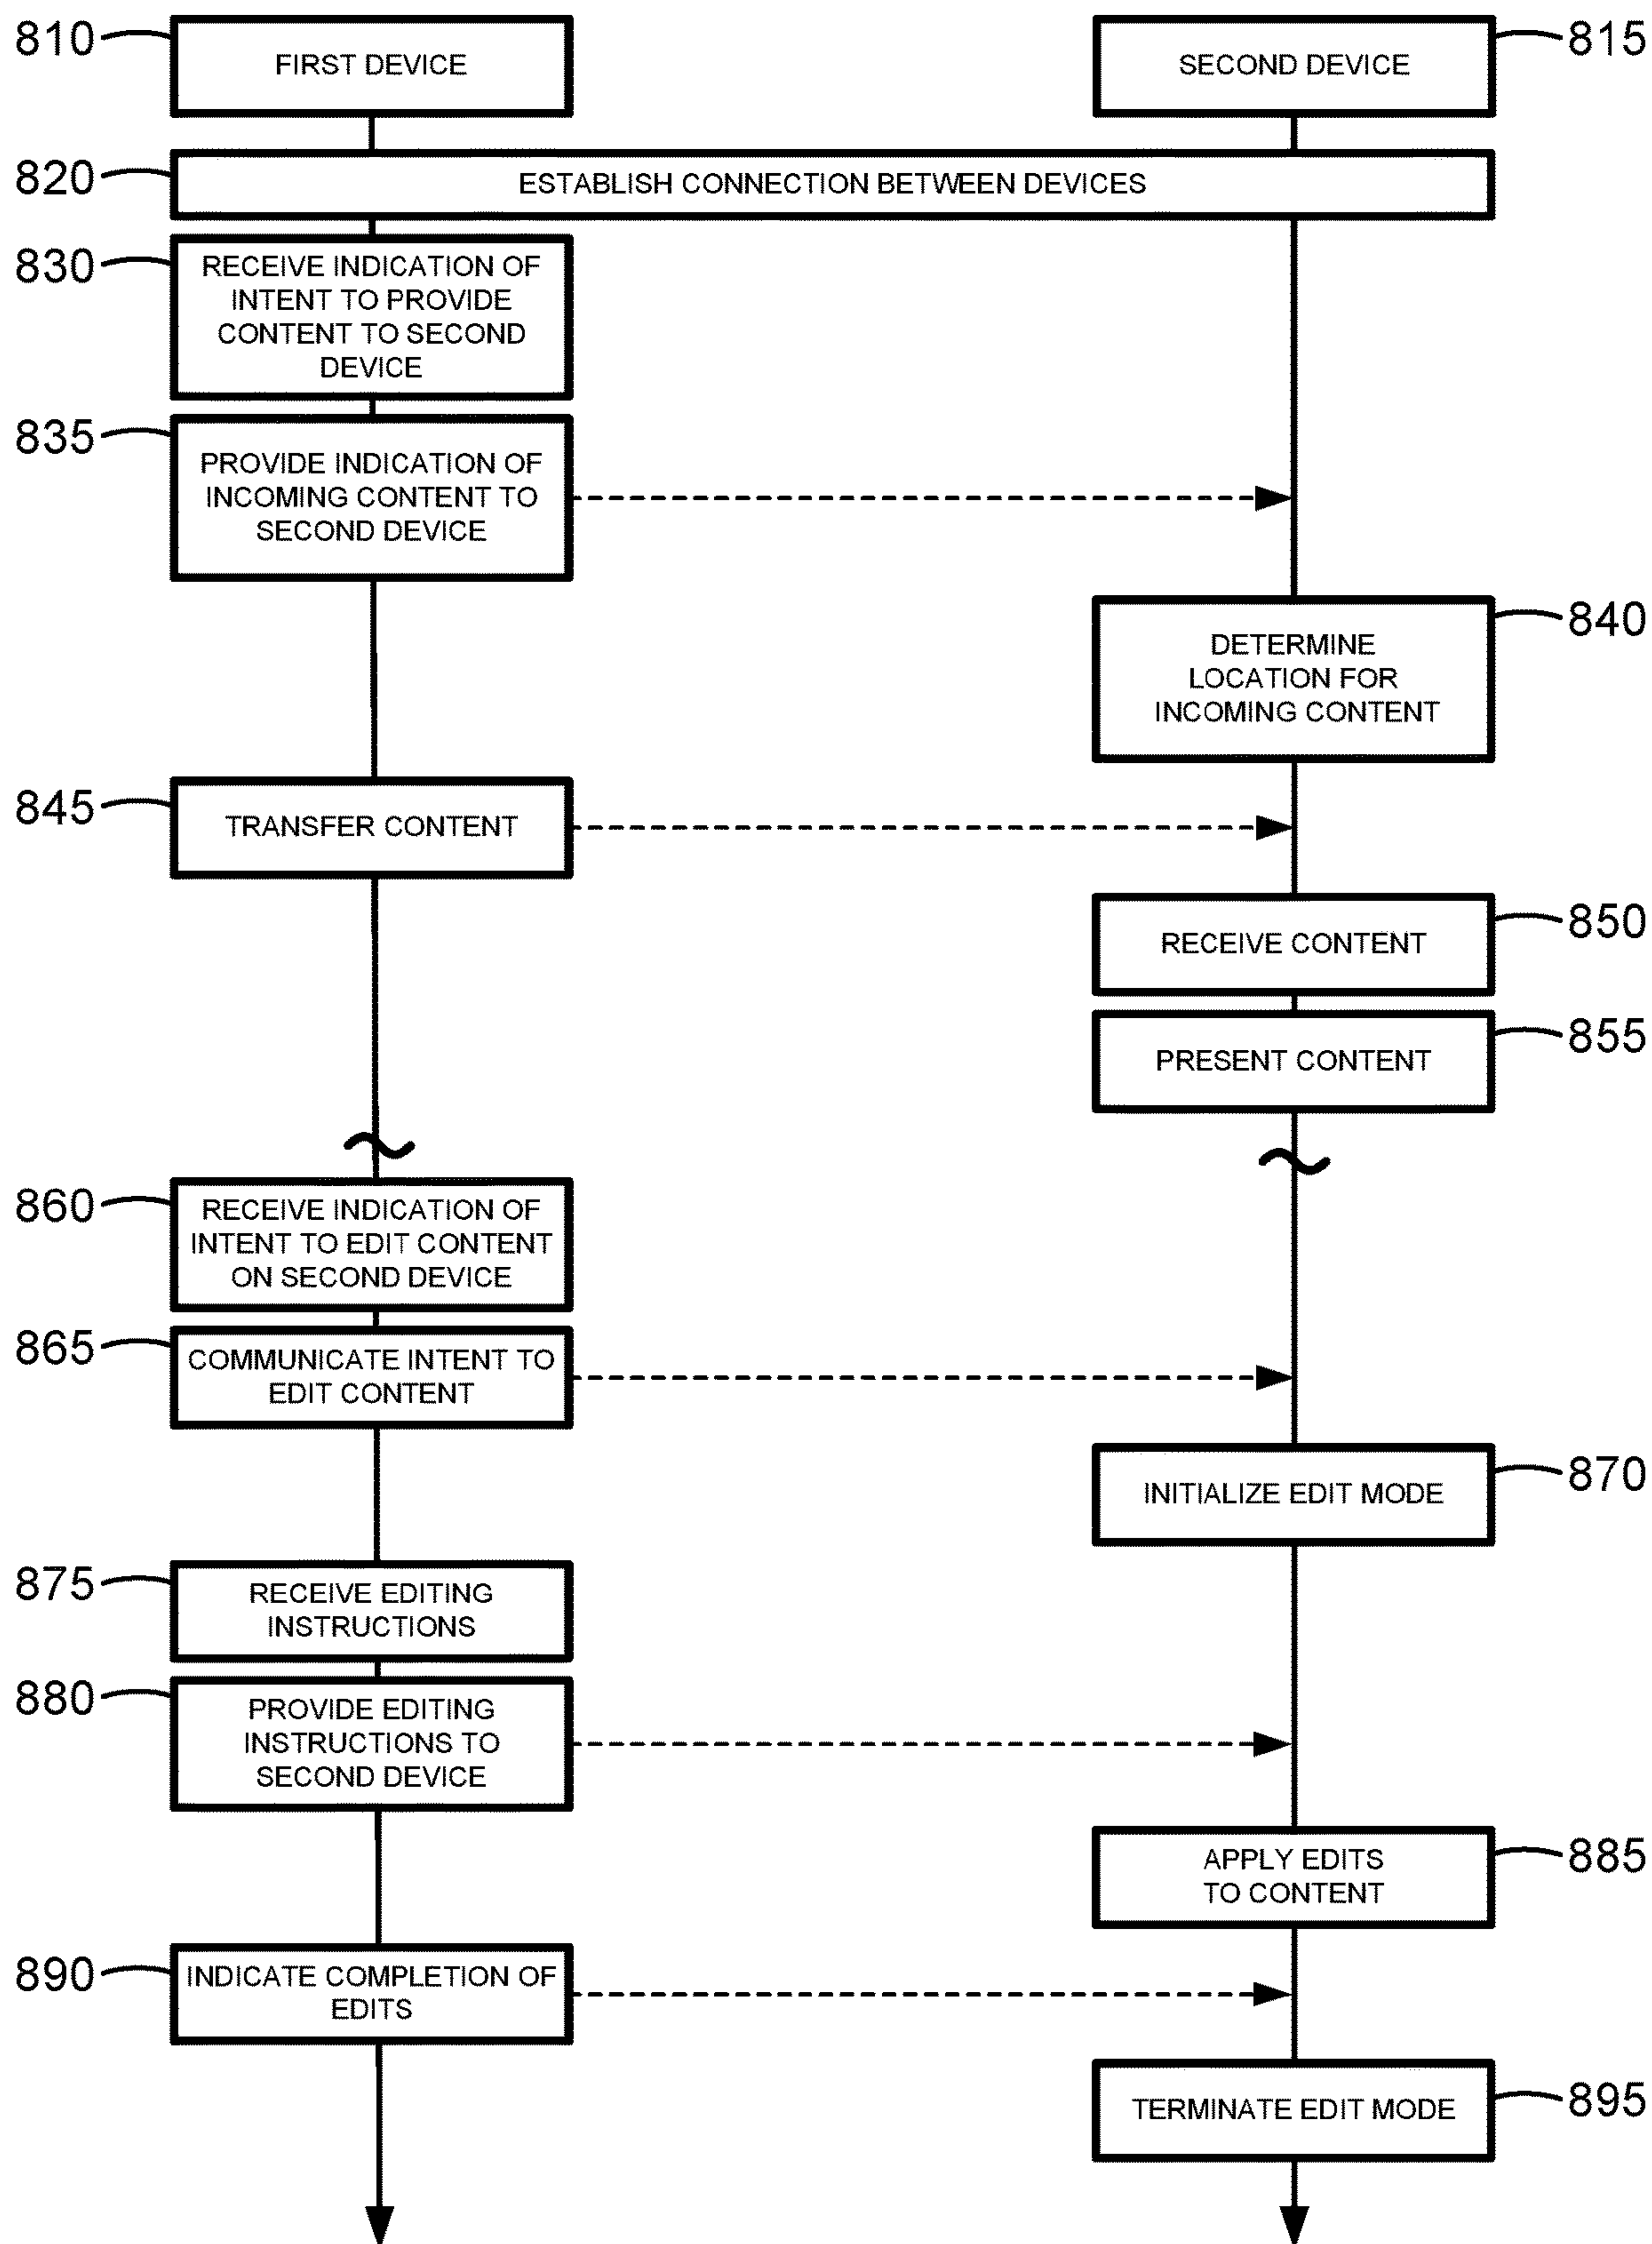 810
FIRST DEVICE
SECOND DEVICE
815
820
ESTABLISH CONNECTION BETWEEN DEVICES
830
RECEIVE INDICATION OF
INTENT TO PROVIDE
CONTENT TO SECOND
DEVICE
835
PROVIDE INDICATION OF
INCOMING CONTENT TO
SECOND DEVICE
840
DETERMINE
LOCATION FOR
INCOMING CONTENT
845
TRANSFER CONTENT
850
RECEIVE CONTENT
855
PRESENT CONTENT
860
RECEIVE INDICATION OF
INTENT TO EDIT CONTENT
ON SECOND DEVICE
865
COMMUNICATE INTENT TO
EDIT CONTENT
870
INITIALIZE EDIT MODE
875
RECEIVE EDITING
INSTRUCTIONS
880
PROVIDE EDITING
INSTRUCTIONS TO
SECOND DEVICE
885
APPLY EDITS
TO CONTENT
890
INDICATE COMPLETION OF
EDITS
895
TERMINATE EDIT MODE